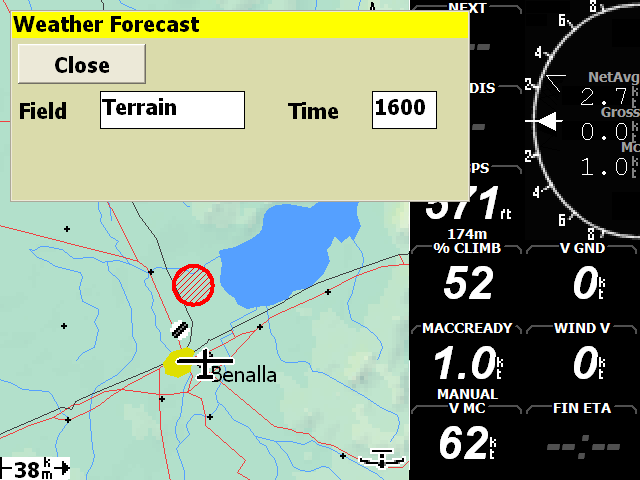 Weather Forecast
Close
Field Terrain Time 1600
NEXT
DIS
PS
571 ft
174m
% CLIMB
52
V GND
0 kt
MACCREADY
1.0 kt
MANUAL
WIND V
0 kt
V MC
62 kt
FIN ETA
--:--
6
8
4
2
2
4
6
8
NetAvg
2.7 kt
Gross
0.0 kt
Mc
1.0 kt
Benalla
38 km